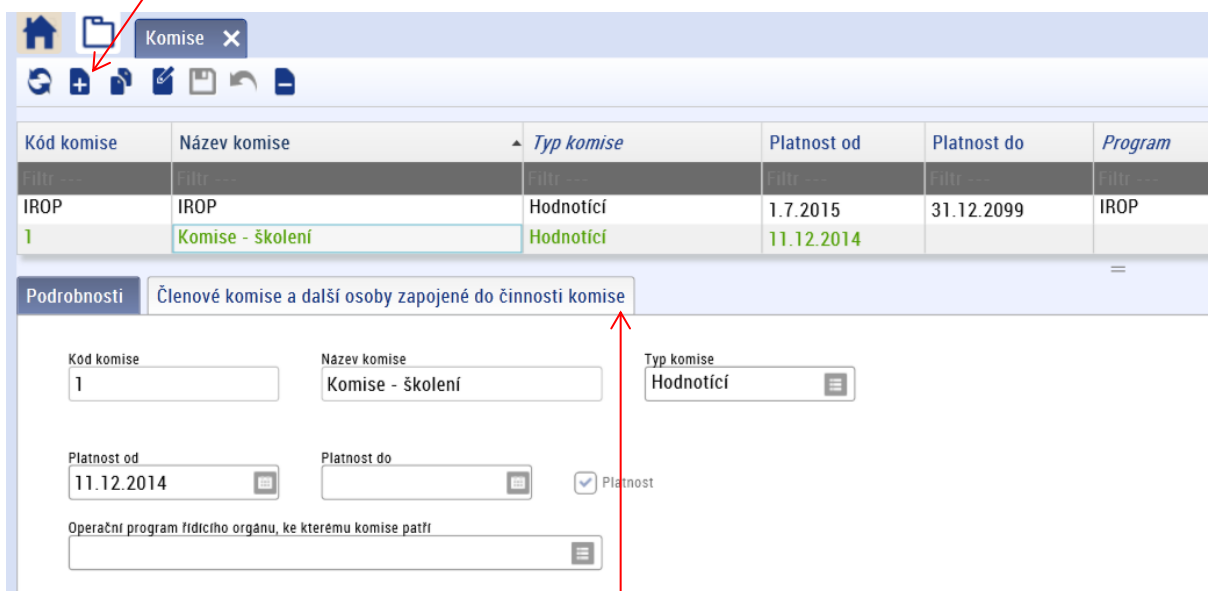 Komise
Kód komise Název komise Typ komise Platnost od Platnost do Program
Filtr --- Filtr --- Filtr --- Filtr --- Filtr --- Filtr ---
IROP IROP Hodnotící 1.7.2015 31.12.2099 IROP
1 Komise - školení Hodnotící 11.12.2014
Podrobnosti Členové komise a další osoby zapojené do činnosti komise
Kód komise Název komise Typ komise
1 Komise - školení Hodnotící
Platnost od Platnost do
11.12.2014 Platnost
Operační program řídícího orgánu, ke kterému komise patří